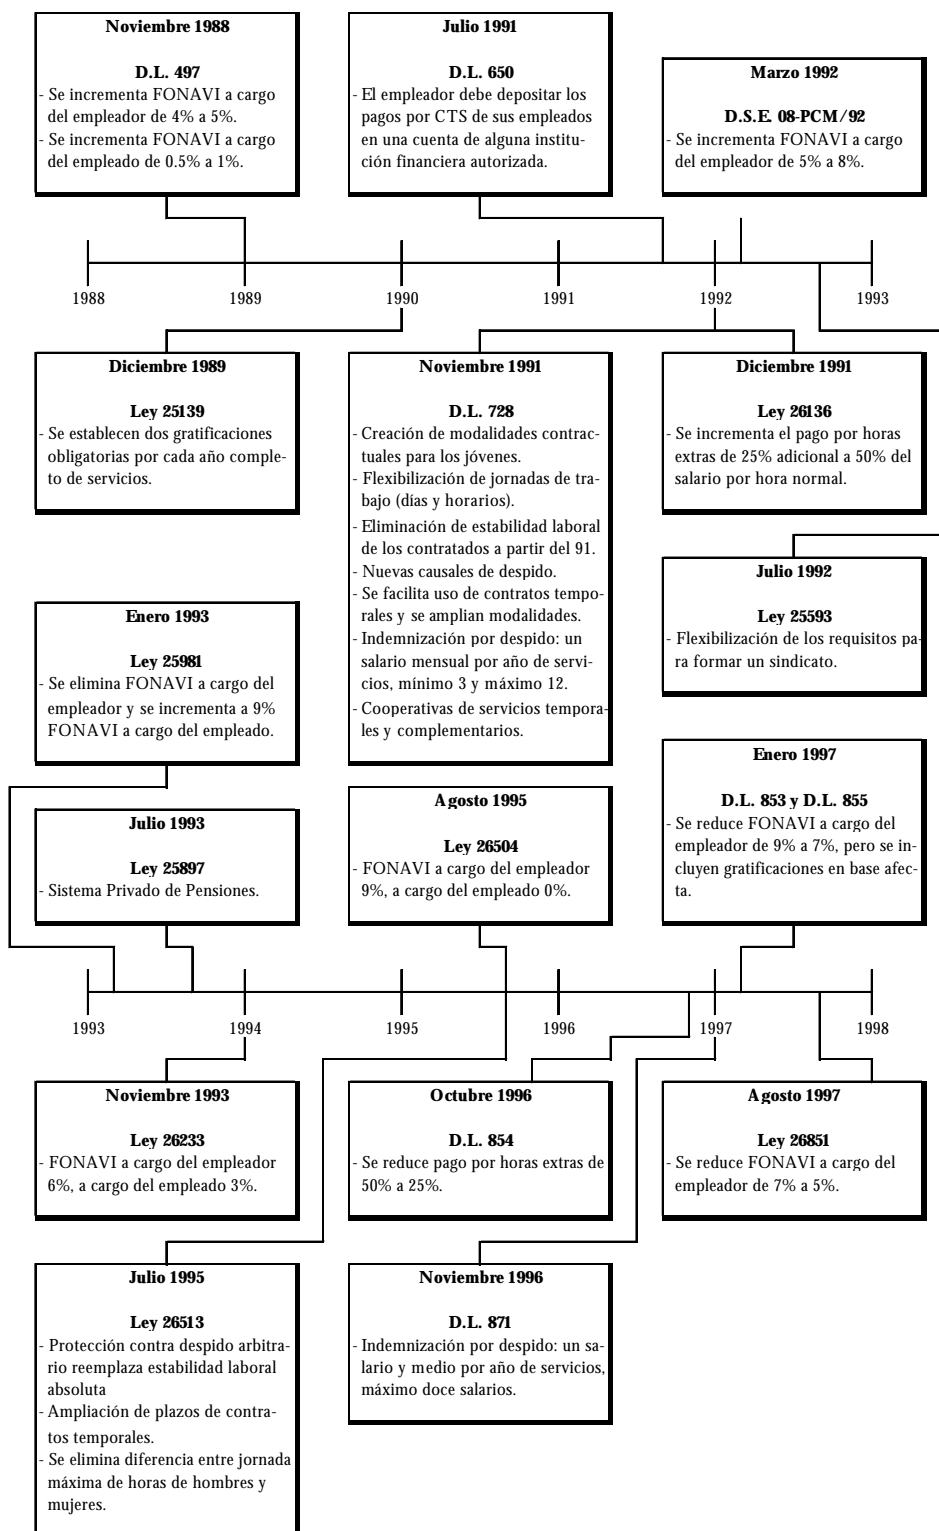 Noviembre 1988
D.L. 497
- Se incrementa FONAVI a cargo
del empleador de 4% a 5%.
- Se incrementa FONAVI a cargo
del empleado de 0.5% a 1%.
Julio 1991
D.L. 650
- El empleador debe depositar los
pagos por CTS de sus empleados
en una cuenta de alguna institu-
ción financiera autorizada.
Marzo 1992
D.S.E. 08-PCM/92
- Se incrementa FONAVI a cargo
del empleador de 5% a 8%.
1988
1989
1990
1991
1992
1993
Diciembre 1989
Ley 25139
- Se establecen dos gratificaciones
obligatorias por cada año comple-
to de servicios.
Noviembre 1991
D.L. 728
- Creación de modalidades contrac-
tuales para los jóvenes.
- Flexibilización de jornadas de tra-
bajo (días y horarios).
- Eliminación de estabilidad laboral
de los contratados a partir del 91.
- Nuevas causales de despido.
- Se facilita uso de contratos tempo-
rales y se amplian modalidades.
- Indemnización por despido: un
salario mensual por año de servi-
cios, mínimo 3 y máximo 12.
- Cooperativas de servicios tempora-
les y complementarios.
Diciembre 1991
Ley 26136
- Se incrementa el pago por horas
extras de 25% adicional a 50% del
salario por hora normal.
Julio 1992
Ley 25593
- Flexibilización de los requisitos pa-
ra formar un sindicato.
Enero 1993
Ley 25981
- Se elimina FONAVI a cargo del
empleador y se incrementa a 9%
FONAVI a cargo del empleado.
Julio 1993
Ley 25897
- Sistema Privado de Pensiones.
Agosto 1995
Ley 26504
- FONAVI a cargo del empleador
9%, a cargo del empleado 0%.
Enero 1997
D.L. 853 y D.L. 855
- Se reduce FONAVI a cargo del
empleador de 9% a 7%, pero se in-
cluyen gratificaciones en base afec-
ta.
1993
1994
1995
1996
1997
1998
Noviembre 1993
Ley 26233
- FONAVI a cargo del empleador
6%, a cargo del empleado 3%.
Octubre 1996
D.L. 854
- Se reduce pago por horas extras de
50% a 25%.
Agosto 1997
Ley 26851
- Se reduce FONAVI a cargo del
empleador de 7% a 5%.
Julio 1995
Ley 26513
- Protección contra despido arbitra-
rio reemplaza estabilidad laboral
absoluta
- Ampliación de plazos de contra-
tos temporales.
- Se elimina diferencia entre jornada
máxima de horas de hombres y
mujeres.
Noviembre 1996
D.L. 871
- Indemnización por despido: un sa-
lario y medio por año de servicios,
máximo doce salarios.